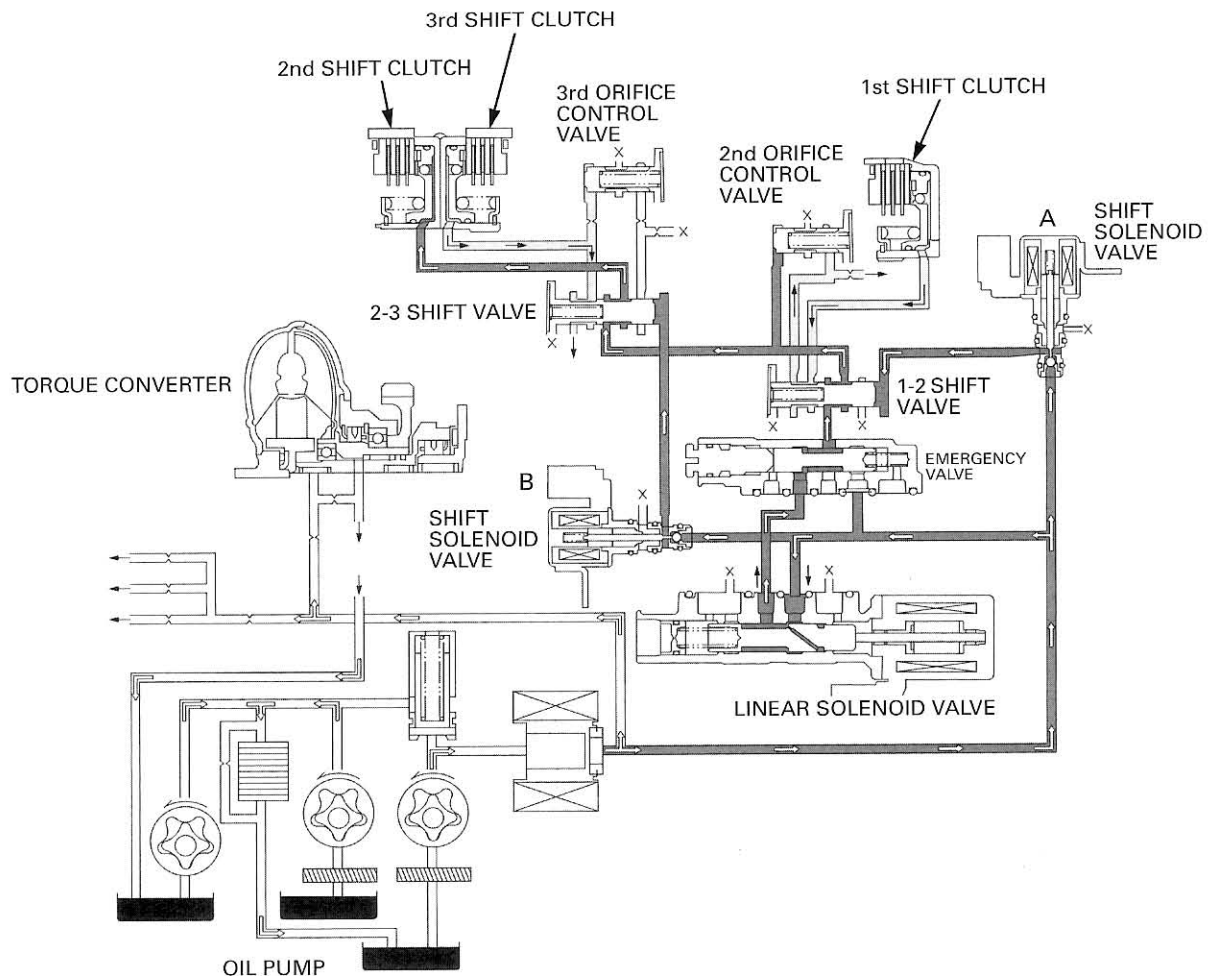 3rd SHIFT CLUTCH
2nd SHIFT CLUTCH
3rd ORIFICE
CONTROL
VALVE
1st SHIFT CLUTCH
2nd ORIFICE
CONTROL
VALVE
A
SHIFT
SOLENOID
VALVE
X
X
X
X
2-3 SHIFT VALVE
X
X
TORQUE CONVERTER
1-2 SHIFT
VALVE
X
X
EMERGENCY
VALVE
B
SHIFT
SOLENOID
VALVE
X
X
X
LINEAR SOLENOID VALVE
OIL PUMP